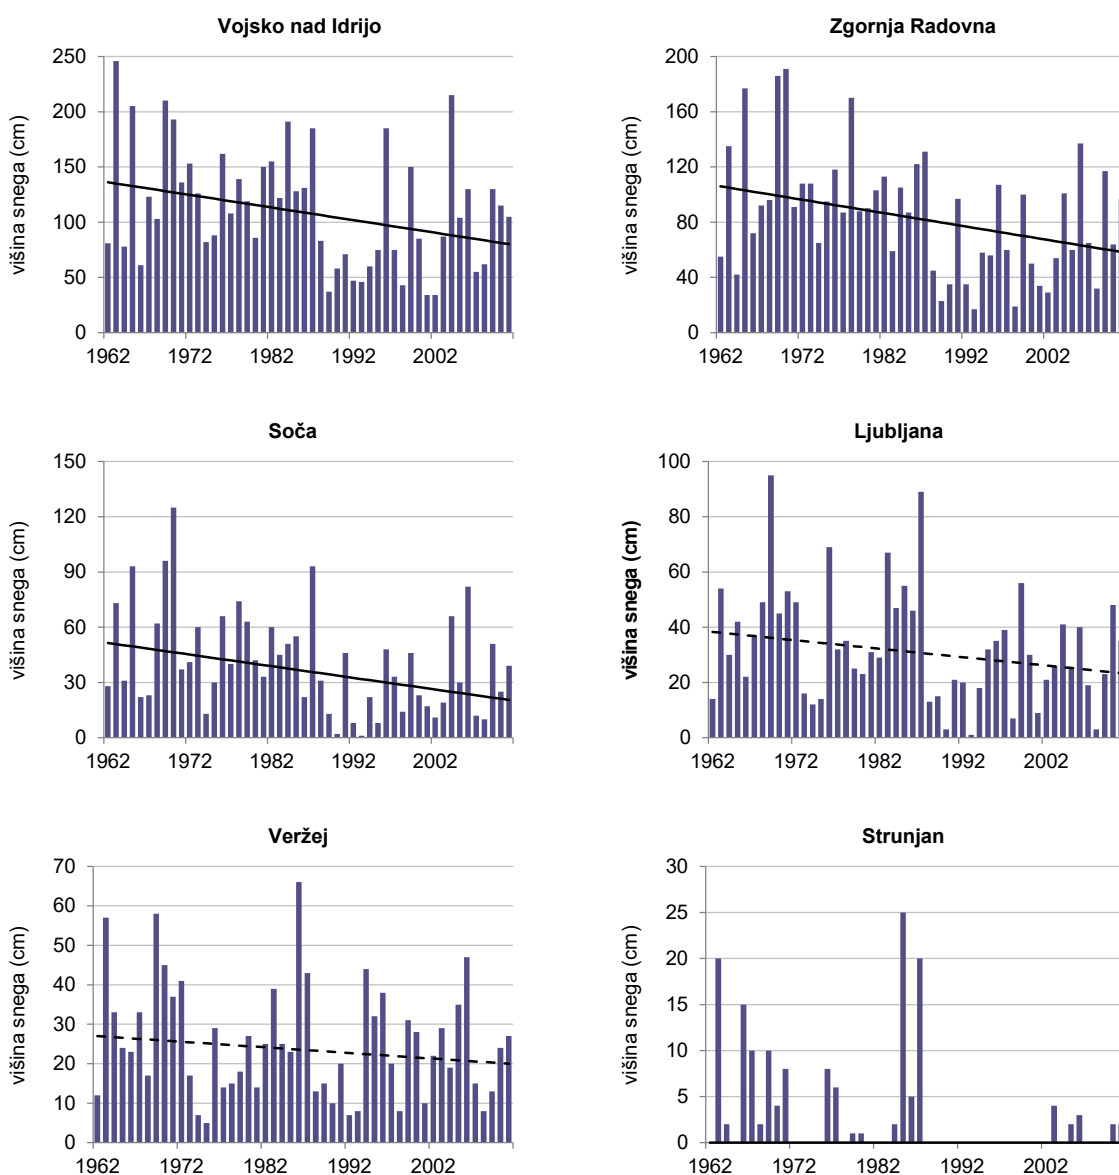 Vojsko nad Idrijo
250
200
150
100
50
0
višina snega (cm)
1962 1972 1982 1992 2002
Zgornja Radovna
200
160
120
80
40
0
višina snega (cm)
1962 1972 1982 1992 2002
Soča
150
120
90
60
30
0
višina snega (cm)
1962 1972 1982 1992 2002
Ljubljana
100
80
60
40
20
0
višina snega (cm)
1962 1972 1982 1992 2002
Veržej
70
60
50
40
30
20
10
0
višina snega (cm)
1962 1972 1982 1992 2002
Strunjan
30
25
20
15
10
5
0
višina snega (cm)
1962 1972 1982 1992 2002